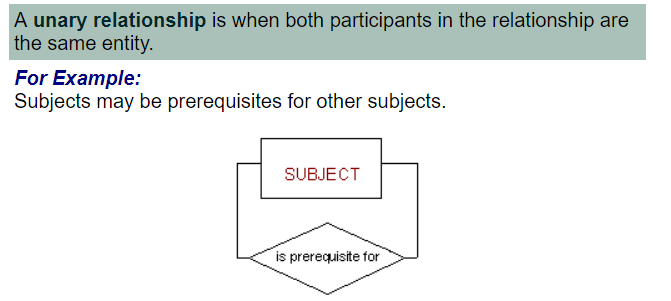 A unary relationship is when both participants in the relationship are
the same entity.
For Example:
Subjects may be prerequisites for other subjects.
SUBJECT
is prerequisite for